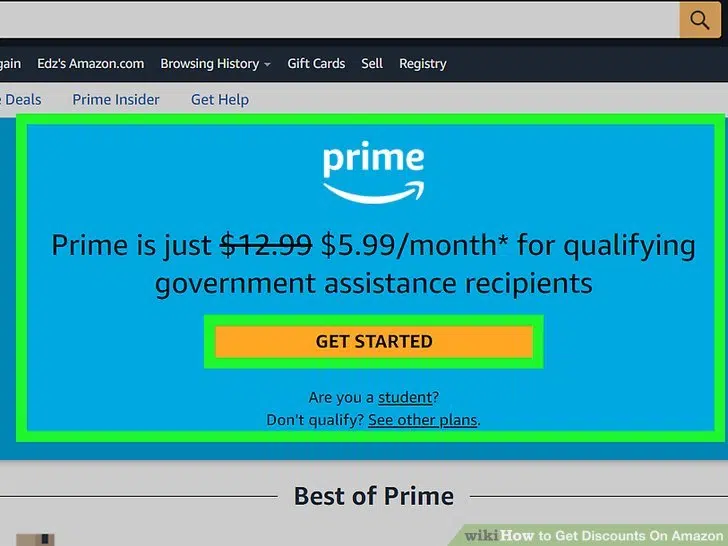 gain Edz's Amazon.com Browsing History Gift Cards Sell Registry
Deals Prime Insider Get Help
prime
Prime is just $12.99 $5.99/month* for qualifying
government assistance recipients
GET STARTED
Are you a student?
Don't qualify? See other plans.
Best of Prime
wikiHow to Get Discounts On Amazon